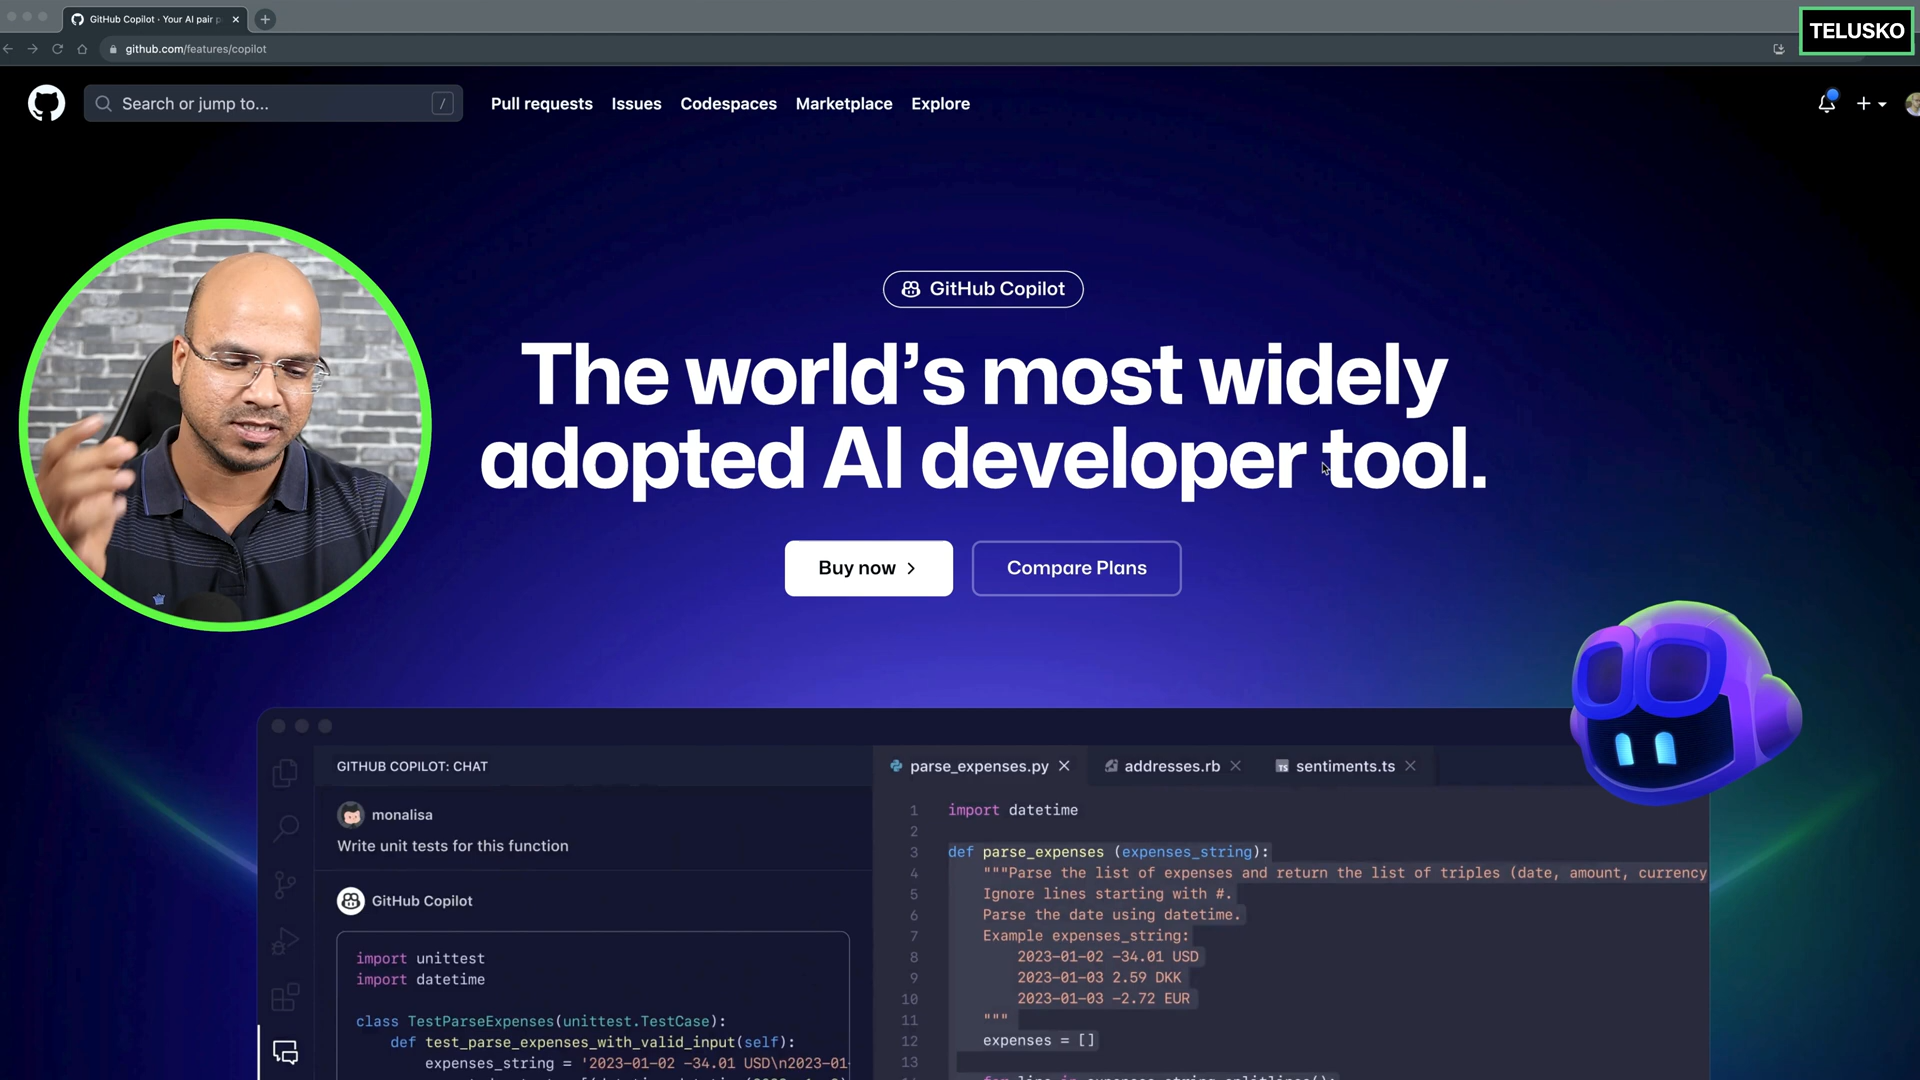 GitHub Copilot · Your AI pair p
TELUSKO
github.com/features/copilot
Search or jump to...
/
Pull requests
Issues
Codespaces
Marketplace
Explore
GitHub Copilot
The world's most widely
adopted AI developer tool.
Buy now
Compare Plans
GITHUB COPILOT: CHAT
monalisa
Write unit tests for this function
GitHub Copilot
import unittest
import datetime
class TestParseExpenses(unittest.TestCase):
def test_parse_expenses_with_valid_input(self):
expenses_string = '2023-01-02 -34.01 USD\n2023-01-
parse_expenses.py
addresses.rb
TS sentiments.ts
1 import datetime
2
3 def parse_expenses (expenses_string):
4 """Parse the list of expenses and return the list of triples (date, amount, currency
5 Ignore lines starting with #.
6 Parse the date using datetime.
7 Example expenses_string:
8 2023-01-02 -34.01 USD
9 2023-01-03 2.59 DKK
10 2023-01-03 -2.72 EUR
11 """
12 expenses = []
13
for line in expenses_string.splitlines():